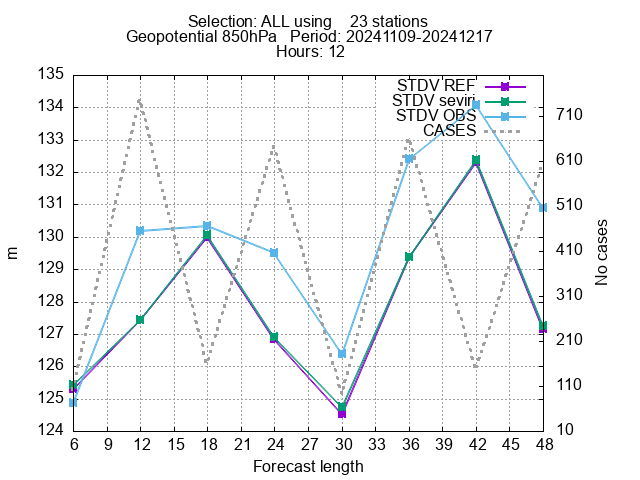 Selection: ALL using    23 stations
Geopotential 850hPa   Period: 20241109-20241217
Hours: 12
135
134
133
132
131
130
129
128
127
126
125
124
m
STDV REF
STDV seviri
STDV OBS
CASES
710
610
510
410
310
210
110
10
No cases
6 9 12 15 18 21 24 27 30 33 36 39 42 45 48
Forecast length